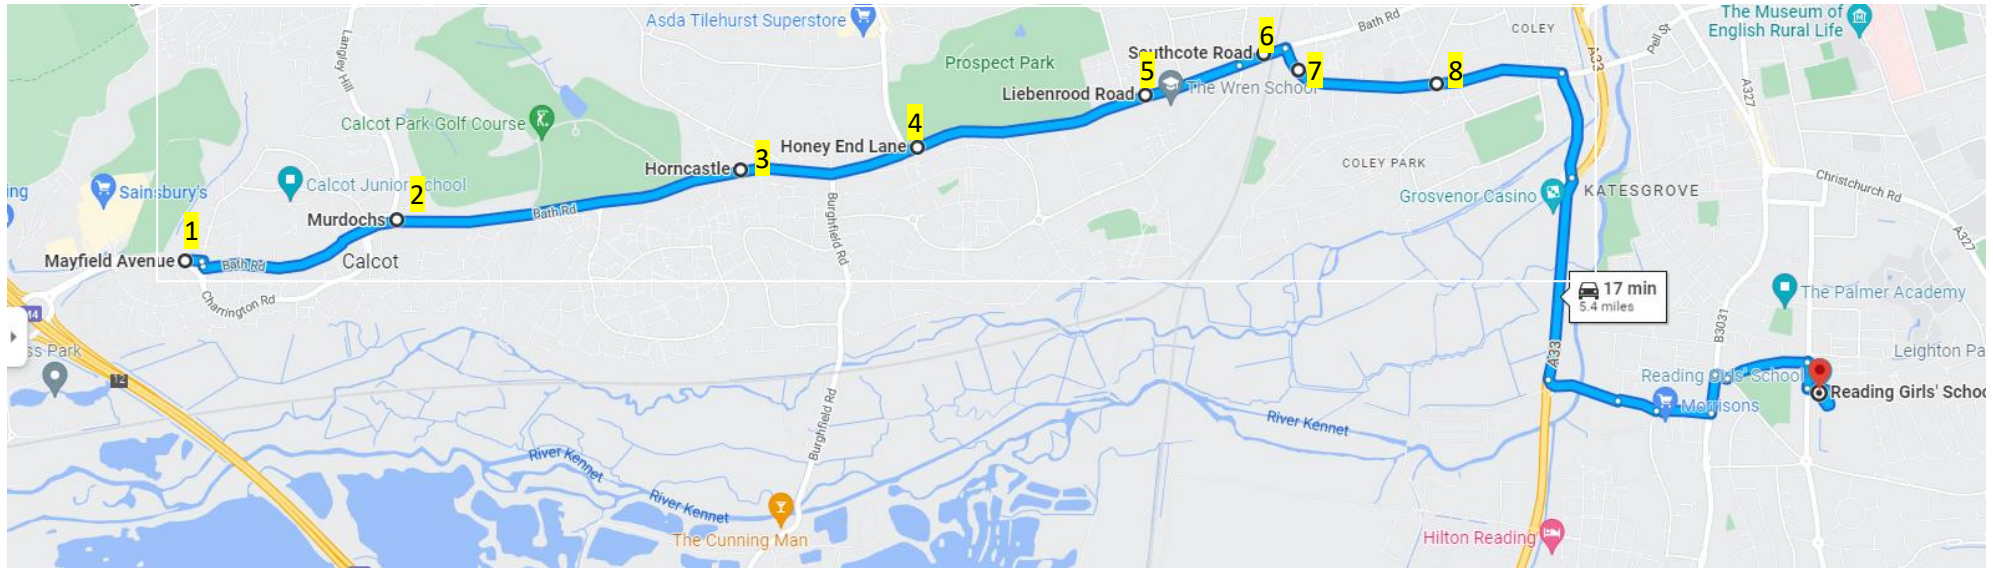 Asda Tilehurst Superstore
Langley Hill
Prospect Park
Southcote Road
6
Bath Rd
COLEY
A33
Pell St
The Museum of
English Rural Life
5
7
8
Liebenrood Road
The Wren School
A327
Calcot Park Golf Course
4
Honey End Lane
3
Horncastle
COLEY PARK
Sainsbury's
Calcot Junior School
2
Murdochs
Bath Rd
Burghfield Rd
Grosvenor Casino
KATESGROVE
Christchurch Rd
A327
1
Mayfield Avenue
Bath Rd
Calcot
Charrington Rd
17 min
5.4 miles
The Palmer Academy
M4
B3031
A33
ss Park
12
Leighton Pa
Reading Girls' School
Reading Girls' Schoo
Morrisons
Burghfield Rd
River Kennet
River Kennet
River Kennet
The Cunning Man
Hilton Reading